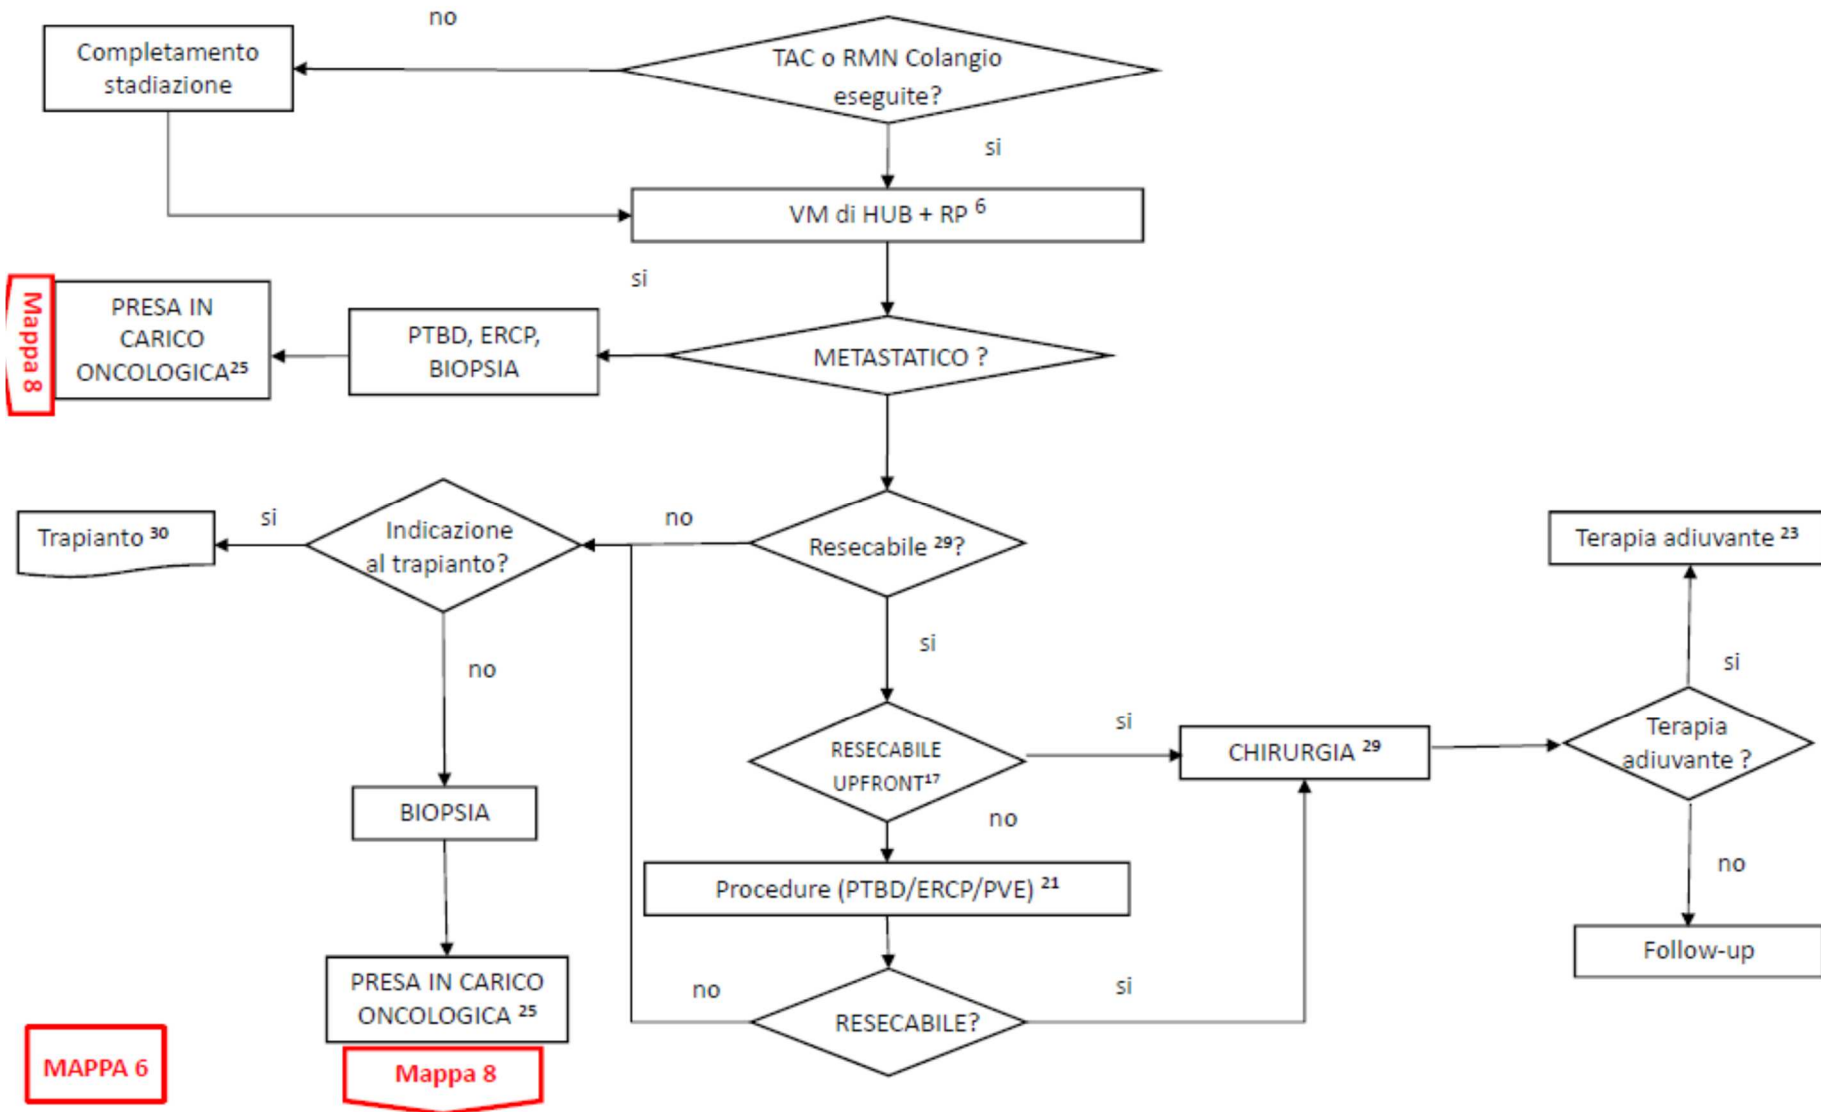 no
Completamento
stadiazione
TAC o RMN Colangio
eseguite?
si
VM di HUB + RP 6
si
Mappa 8
PRESA IN
CARICO
ONCOLOGICA25
PTBD, ERCP,
BIOPSIA
METASTATICO ?
Trapianto 30
si
Indicazione
al trapianto?
no
Resecabile 29?
Terapia adiuvante 23
si
no
si
RESECABILE
UPFRONT17
si
CHIRURGIA 29
Terapia
adiuvante ?
BIOPSIA
no
no
Procedure (PTBD/ERCP/PVE) 21
Follow-up
PRESA IN CARICO
ONCOLOGICA 25
no
RESECABILE?
si
MAPPA 6
Mappa 8